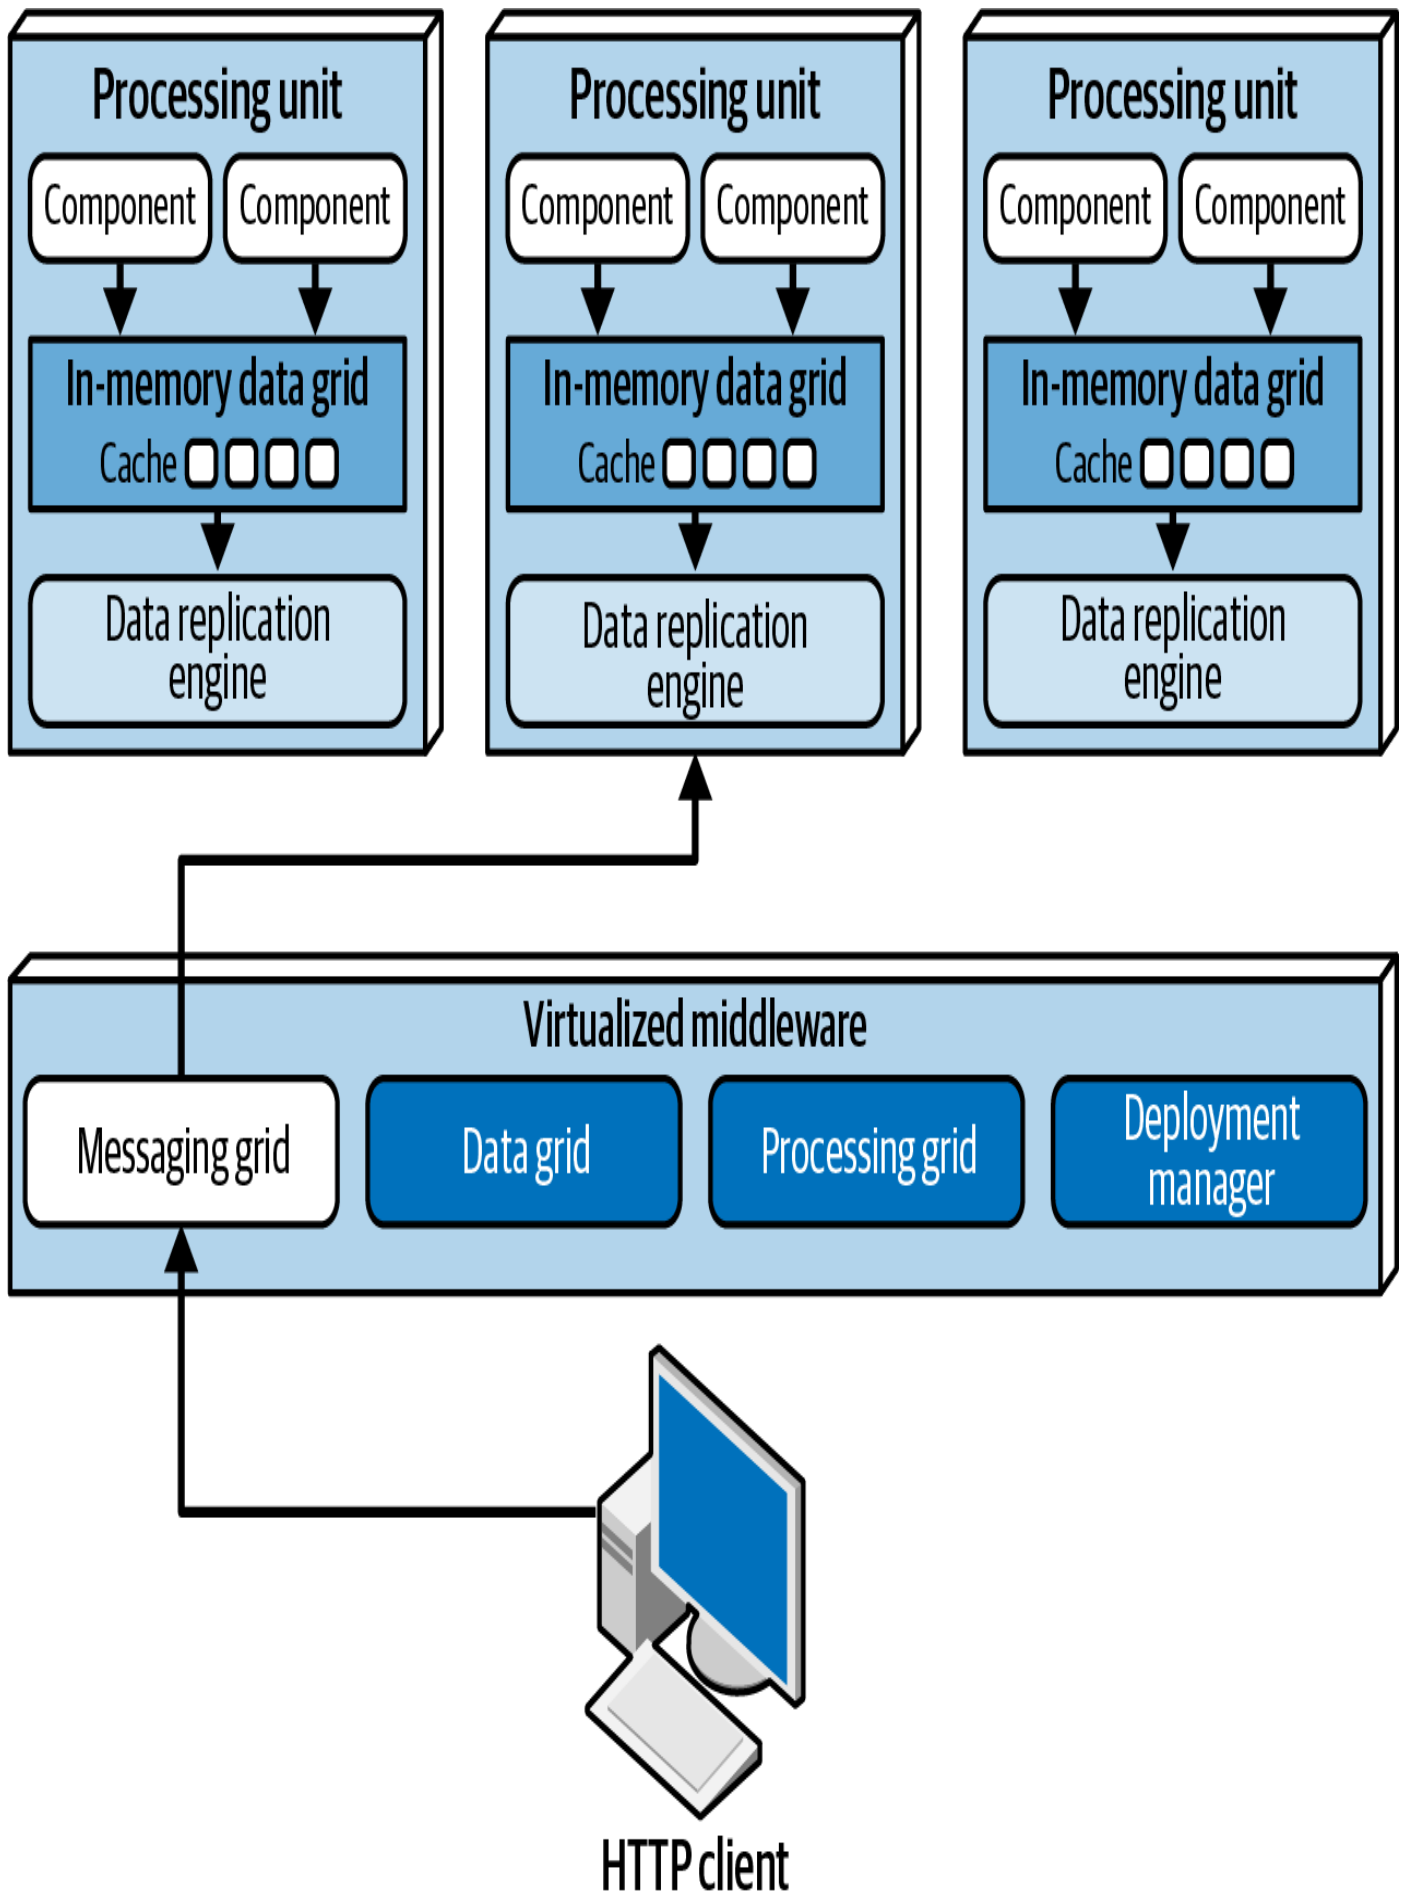 Processing unit
Component Component
In-memory data grid
Cache
Data replication
engine
Processing unit
Component Component
In-memory data grid
Cache
Data replication
engine
Processing unit
Component Component
In-memory data grid
Cache
Data replication
engine
Virtualized middleware
Messaging grid
Data grid
Processing grid
Deployment
manager
HTTP client